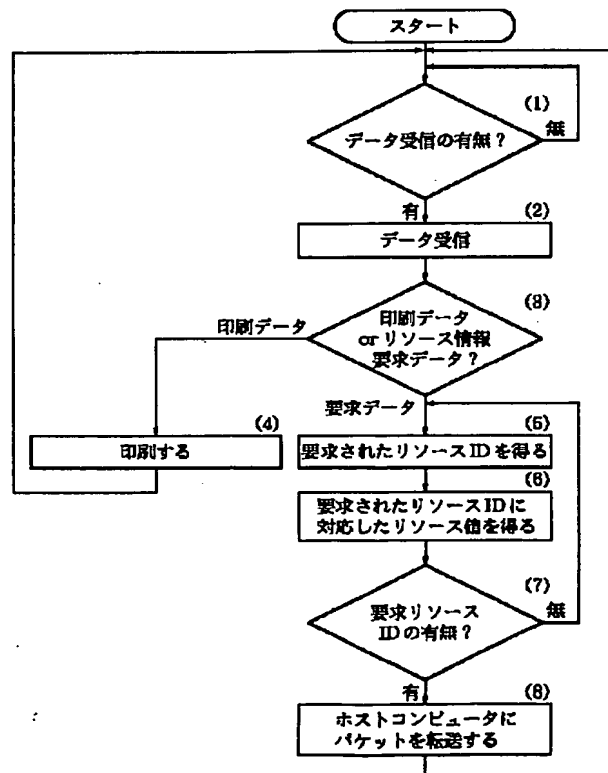 スタート
(1)
データ受信の有無?
無
有
(2)
データ受信
(3)
印刷データ
or リソース情報
要求データ?
印刷データ
要求データ
(4)
印刷する
(5)
要求されたリソースIDを得る
(6)
要求されたリソースIDに
対応したリソース値を得る
(7)
要求リソース
IDの有無?
無
有
(8)
ホストコンピュータに
パケットを転送する